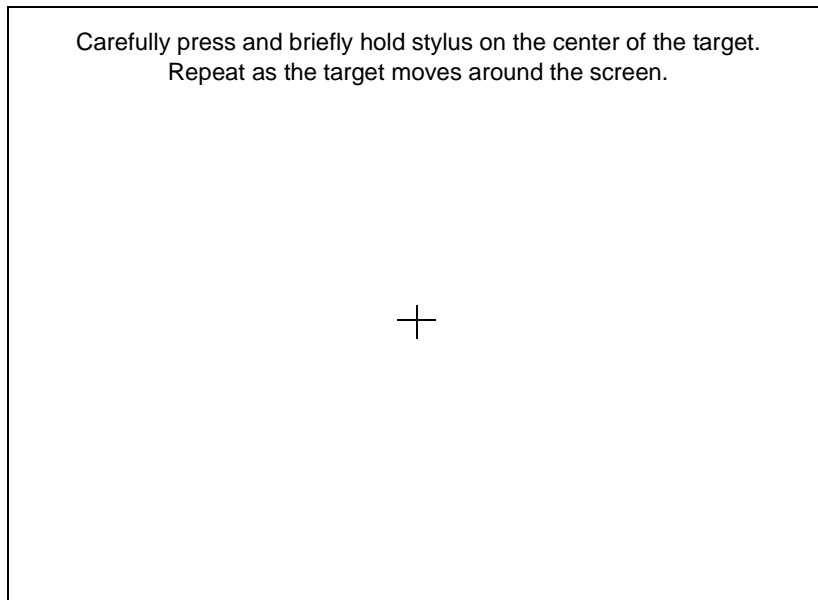 Carefully press and briefly hold stylus on the center of the target.
Repeat as the target moves around the screen.